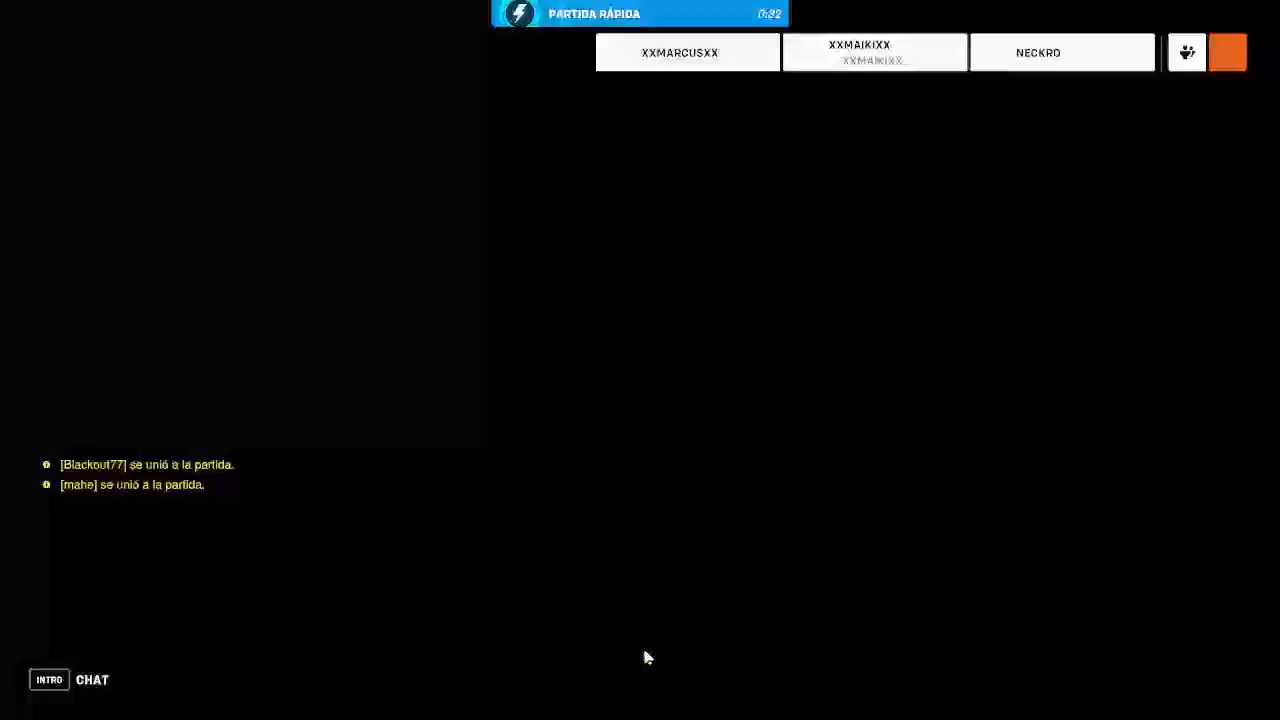 PARTIDA RÁPIDA 0:22
XXMARCUSXX
XXMAIKIXX
XXMAIKIXX...
NECKRO
[Blackout77] se unió a la partida.
[mahe] se unió a la partida.
INTRO CHAT